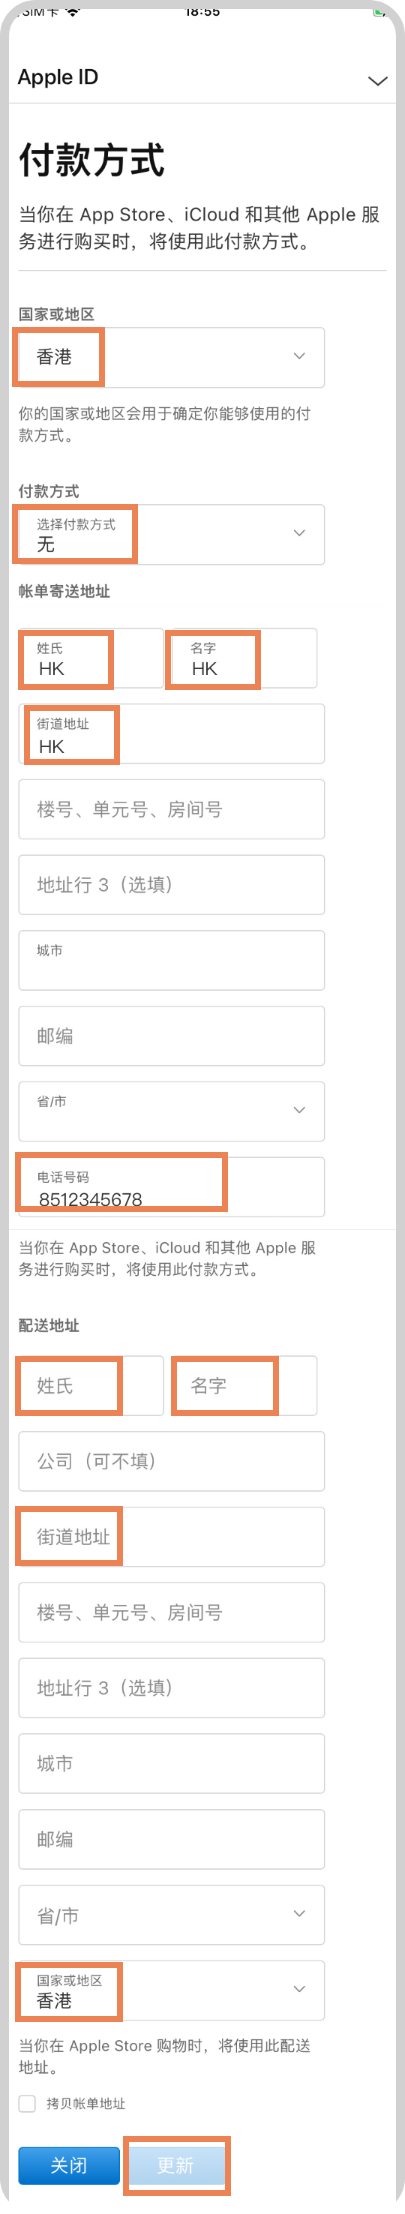 SIM卡
18:55
Apple ID
付款方式
当你在 App Store、iCloud 和其他 Apple 服
务进行购买时，将使用此付款方式。
国家或地区
香港
你的国家或地区会用于确定你能够使用的付
款方式。
付款方式
选择付款方式
无
帐单寄送地址
姓氏 名字
HK HK
街道地址
HK
楼号、单元号、房间号
地址行 3（选填）
城市
邮编
省/市
电话号码
8512345678
当你在 App Store、iCloud 和其他 Apple 服
务进行购买时，将使用此付款方式。
配送地址
姓氏 名字
公司（可不填）
街道地址
楼号、单元号、房间号
地址行 3（选填）
城市
邮编
省/市
国家或地区
香港
当你在 Apple Store 购物时，将使用此配送
地址。
拷贝帐单地址
关闭 更新